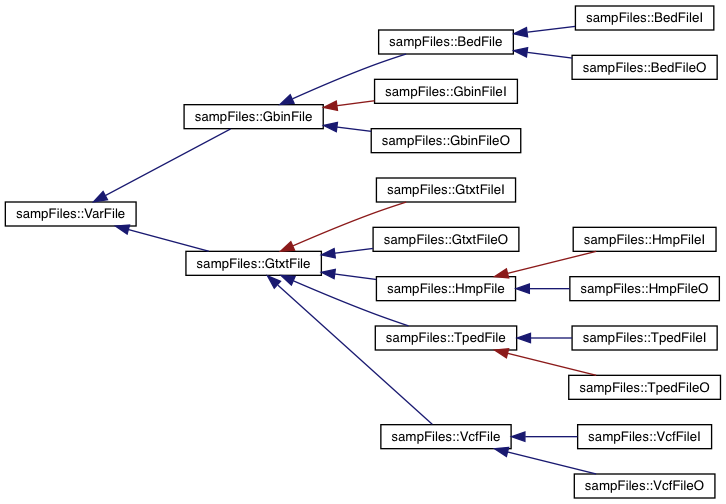 sampFiles::BedFileI
sampFiles::BedFile
sampFiles::BedFileO
sampFiles::GbinFileI
sampFiles::GbinFile
sampFiles::GbinFileO
sampFiles::GtxtFileI
sampFiles::VarFile
sampFiles::GtxtFileO
sampFiles::HmpFileI
sampFiles::GtxtFile
sampFiles::HmpFile
sampFiles::HmpFileO
sampFiles::TpedFile
sampFiles::TpedFileI
sampFiles::TpedFileO
sampFiles::VcfFile
sampFiles::VcfFileI
sampFiles::VcfFileO